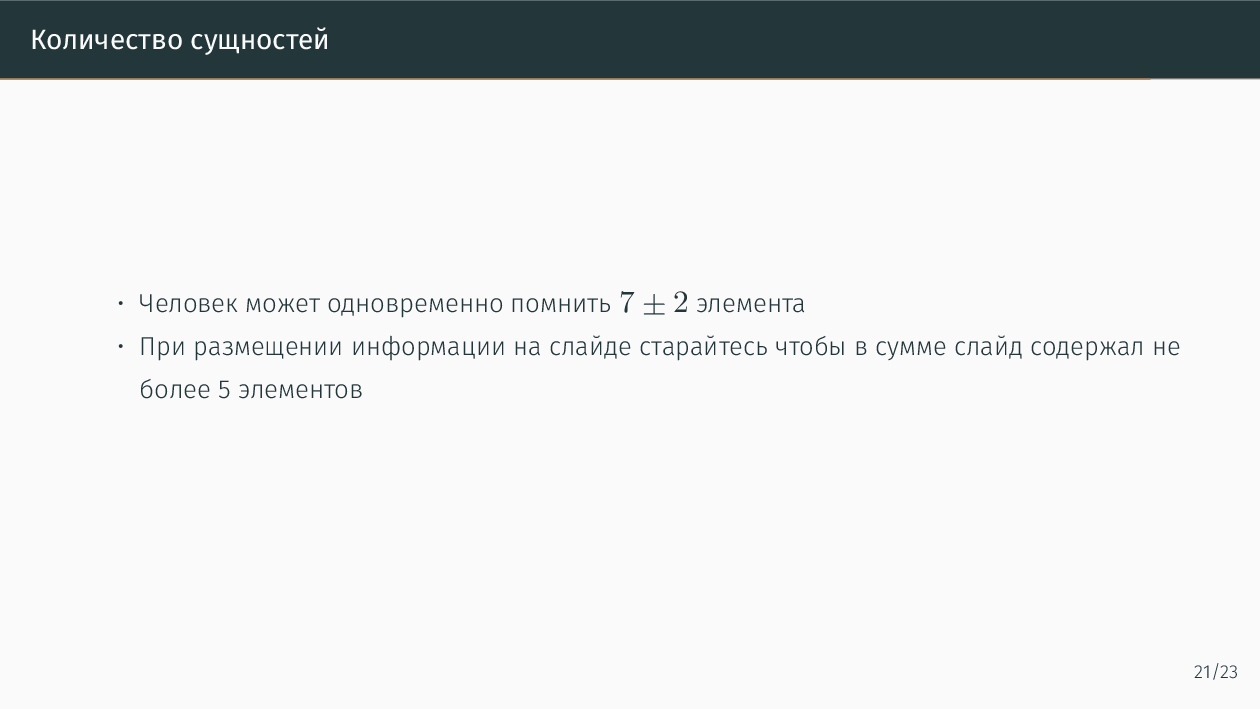 Количество сущностей
• Человек может одновременно помнить 7 ± 2 элемента
• При размещении информации на слайде старайтесь чтобы в сумме слайд содержал не
более 5 элементов
21/23